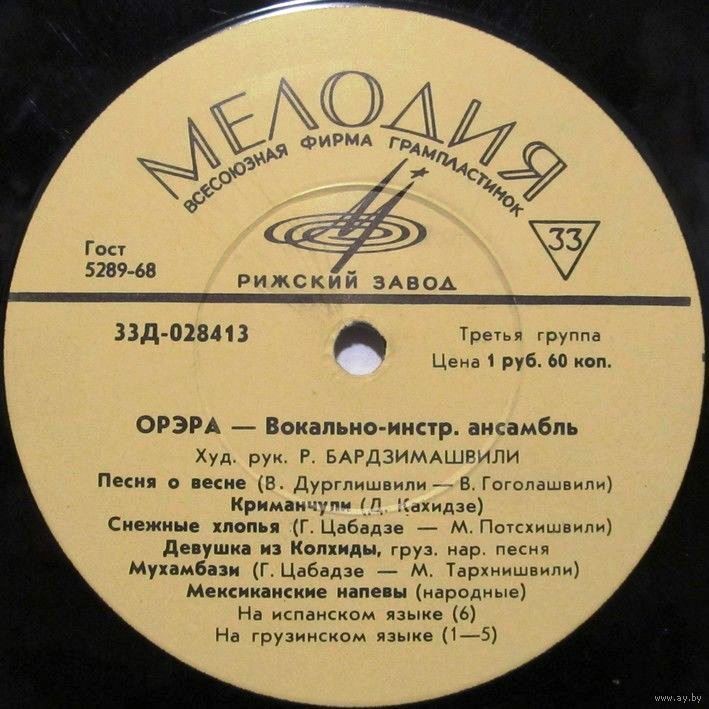 МЕЛОДИЯ
ВСЕСОЮЗНАЯ ФИРМА ГРАМПЛАСТИНОК
33
Гост
5289-68
РИЖСКИЙ ЗАВОД
33Д-028413
Третья группа
Цена 1 руб. 60 коп.
ОРЭРА — Вокально-инстр. ансамбль
Худ. рук. Р. БАРДЗИМАШВИЛИ
Песня о весне (В. Дурглишвили — В. Гоголашвили)
Криманчули (Д. Кахидзе)
Снежные хлопья (Г. Цабадзе — М. Потсхишвили)
Девушка из Колхиды, груз. нар. песня
Мухамбази (Г. Цабадзе — М. Тархнишвили)
Мексиканские напевы (народные)
На испанском языке (6)
На грузинском языке (1—5)
www.ay.by